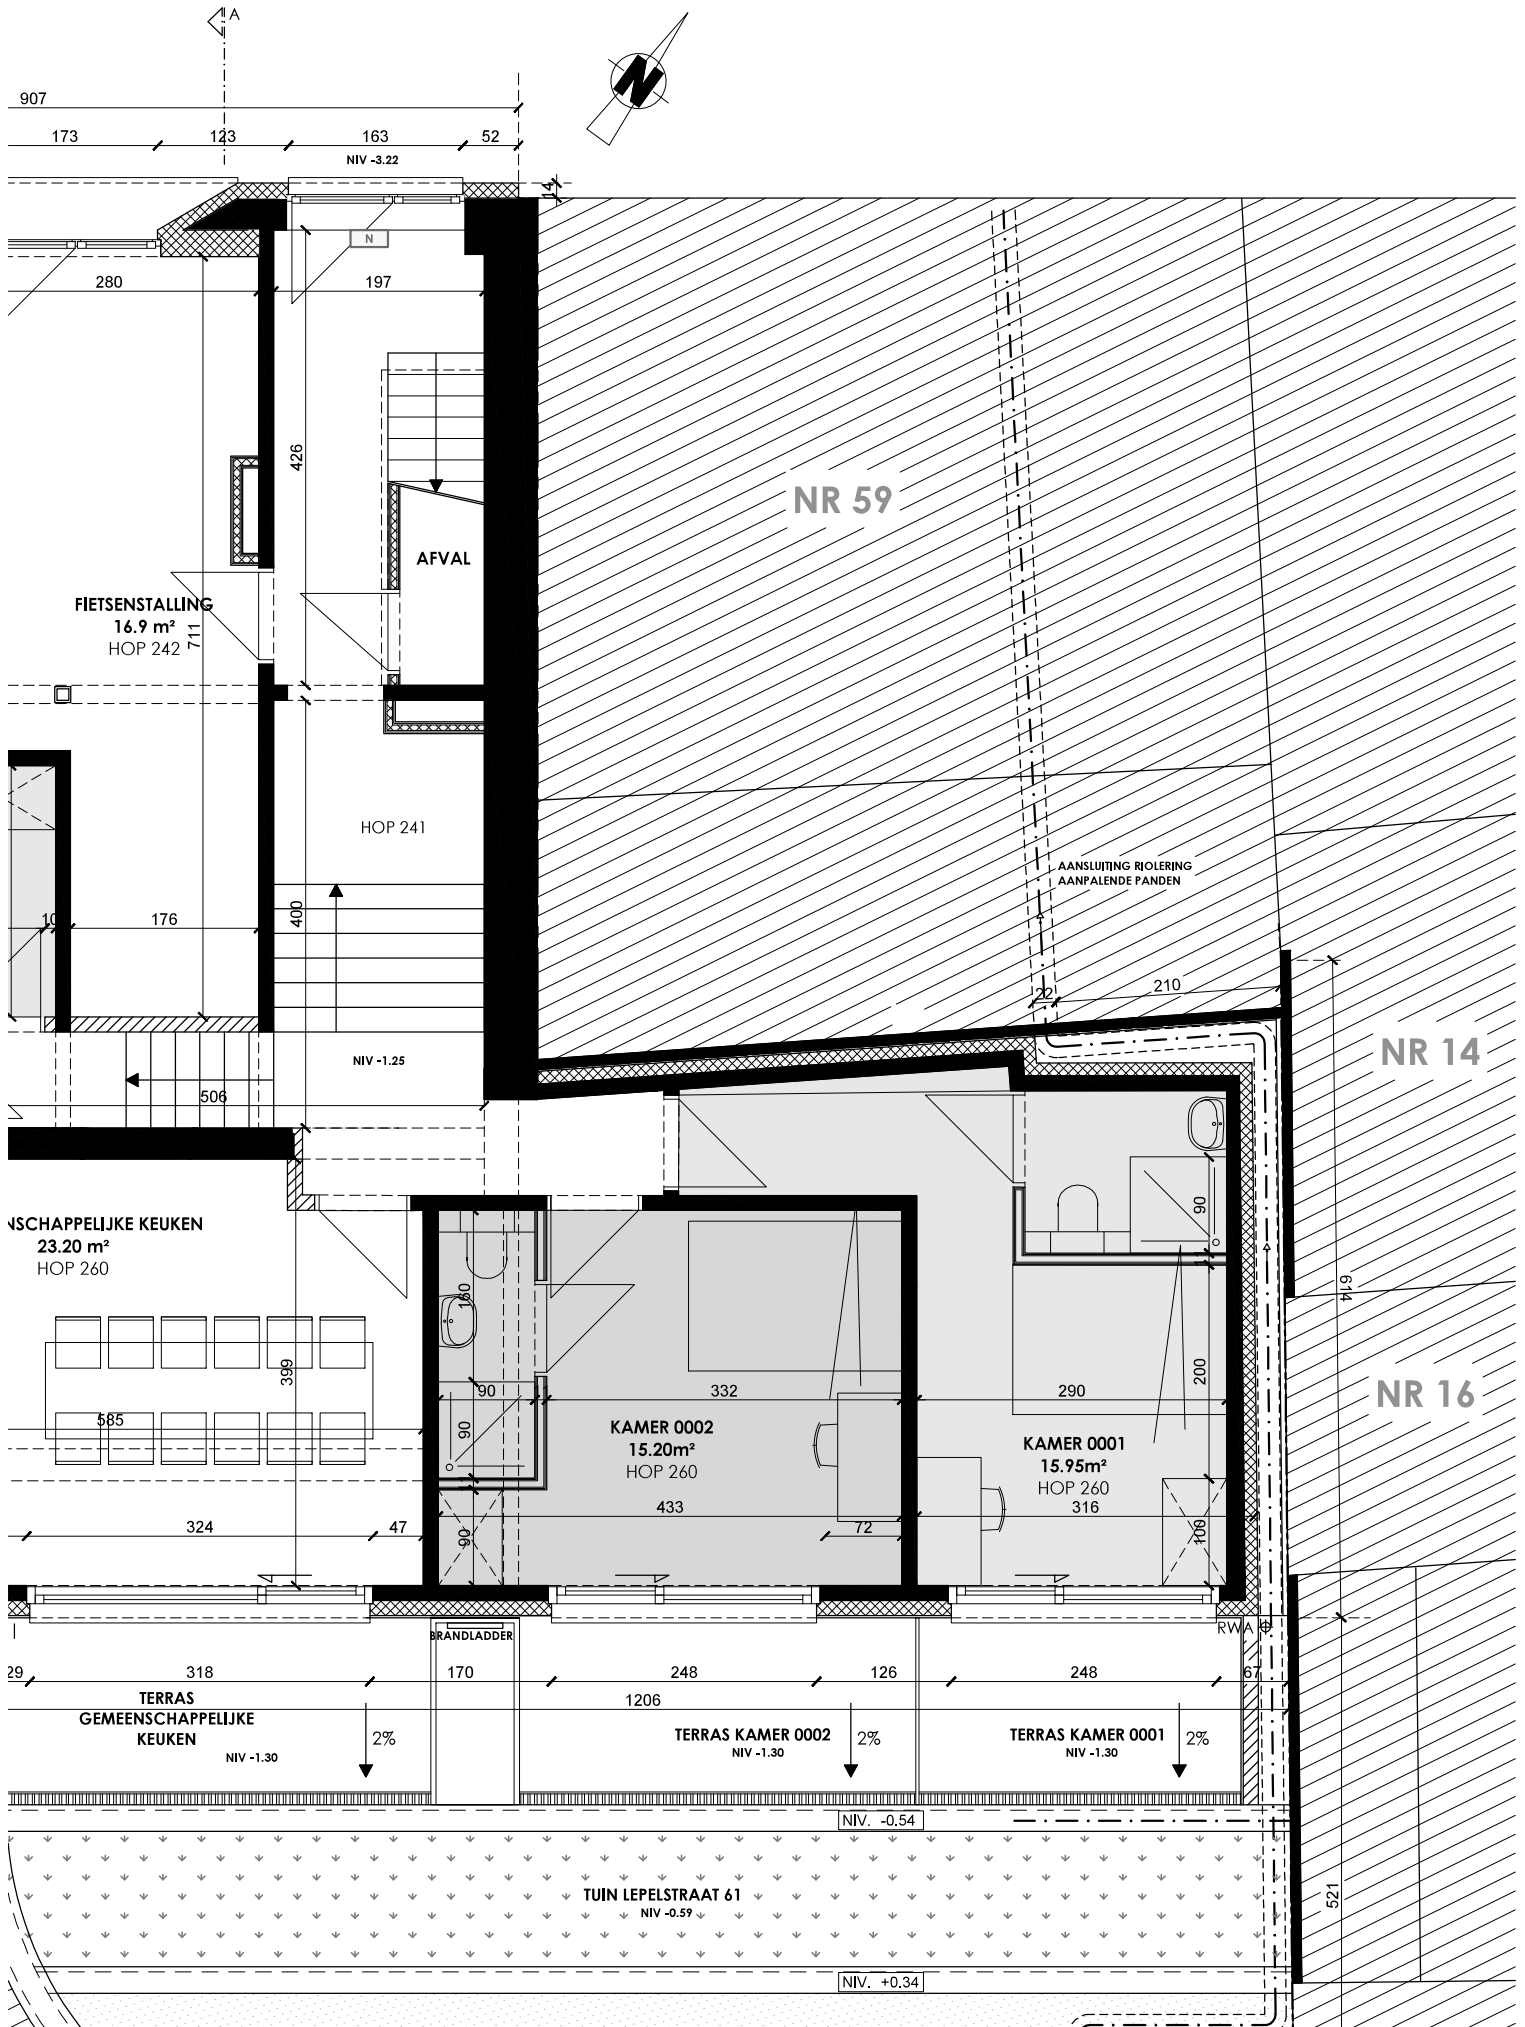 A
N
907
173
123
163
52
NIV -3.22
14
N
280
197
426
NR 59
AFVAL
FIETSENSTALLING
16.9 m²
HOP 242
711
HOP 241
AANSLUITING RIOLERING
AANPALENDE PANDEN
400
10
176
22
210
NIV -1.25
NR 14
506
NSCHAPPELIJKE KEUKEN
23.20 m²
HOP 260
90
11
160
614
399
200
90
11
332
290
NR 16
585
90
KAMER 0002
15.20m²
HOP 260
KAMER 0001
15.95m²
HOP 260
11
433
316
324
47
90
72
100
BRANDLADDER
RWA
29
318
170
248
126
248
67
1206
TERRAS
GEMEENSCHAPPELIJKE
KEUKEN
NIV -1.30
2%
TERRAS KAMER 0002
NIV -1.30
2%
TERRAS KAMER 0001
NIV -1.30
2%
NIV. -0.54
TUIN LEPELSTRAAT 61
NIV -0.59
521
NIV. +0.34